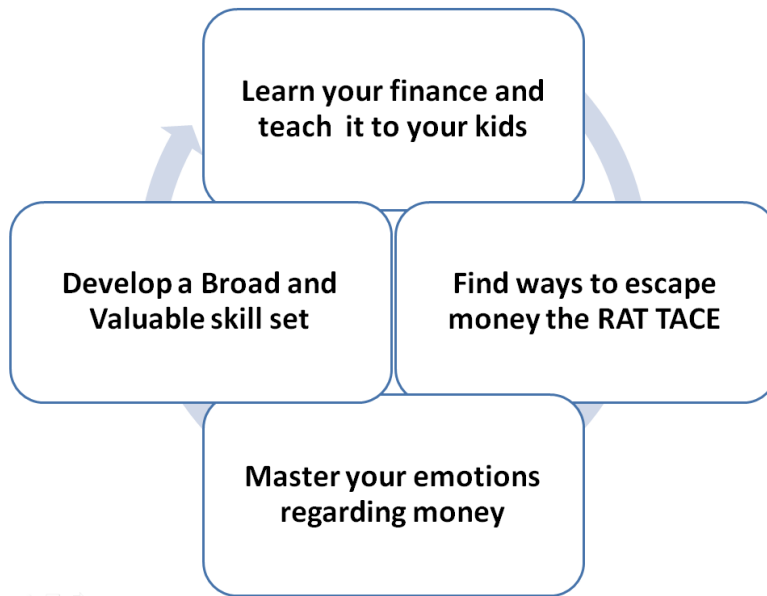 Learn your finance and
teach it to your kids
Find ways to escape
money the RAT TACE
Master your emotions
regarding money
Develop a Broad and
Valuable skill set